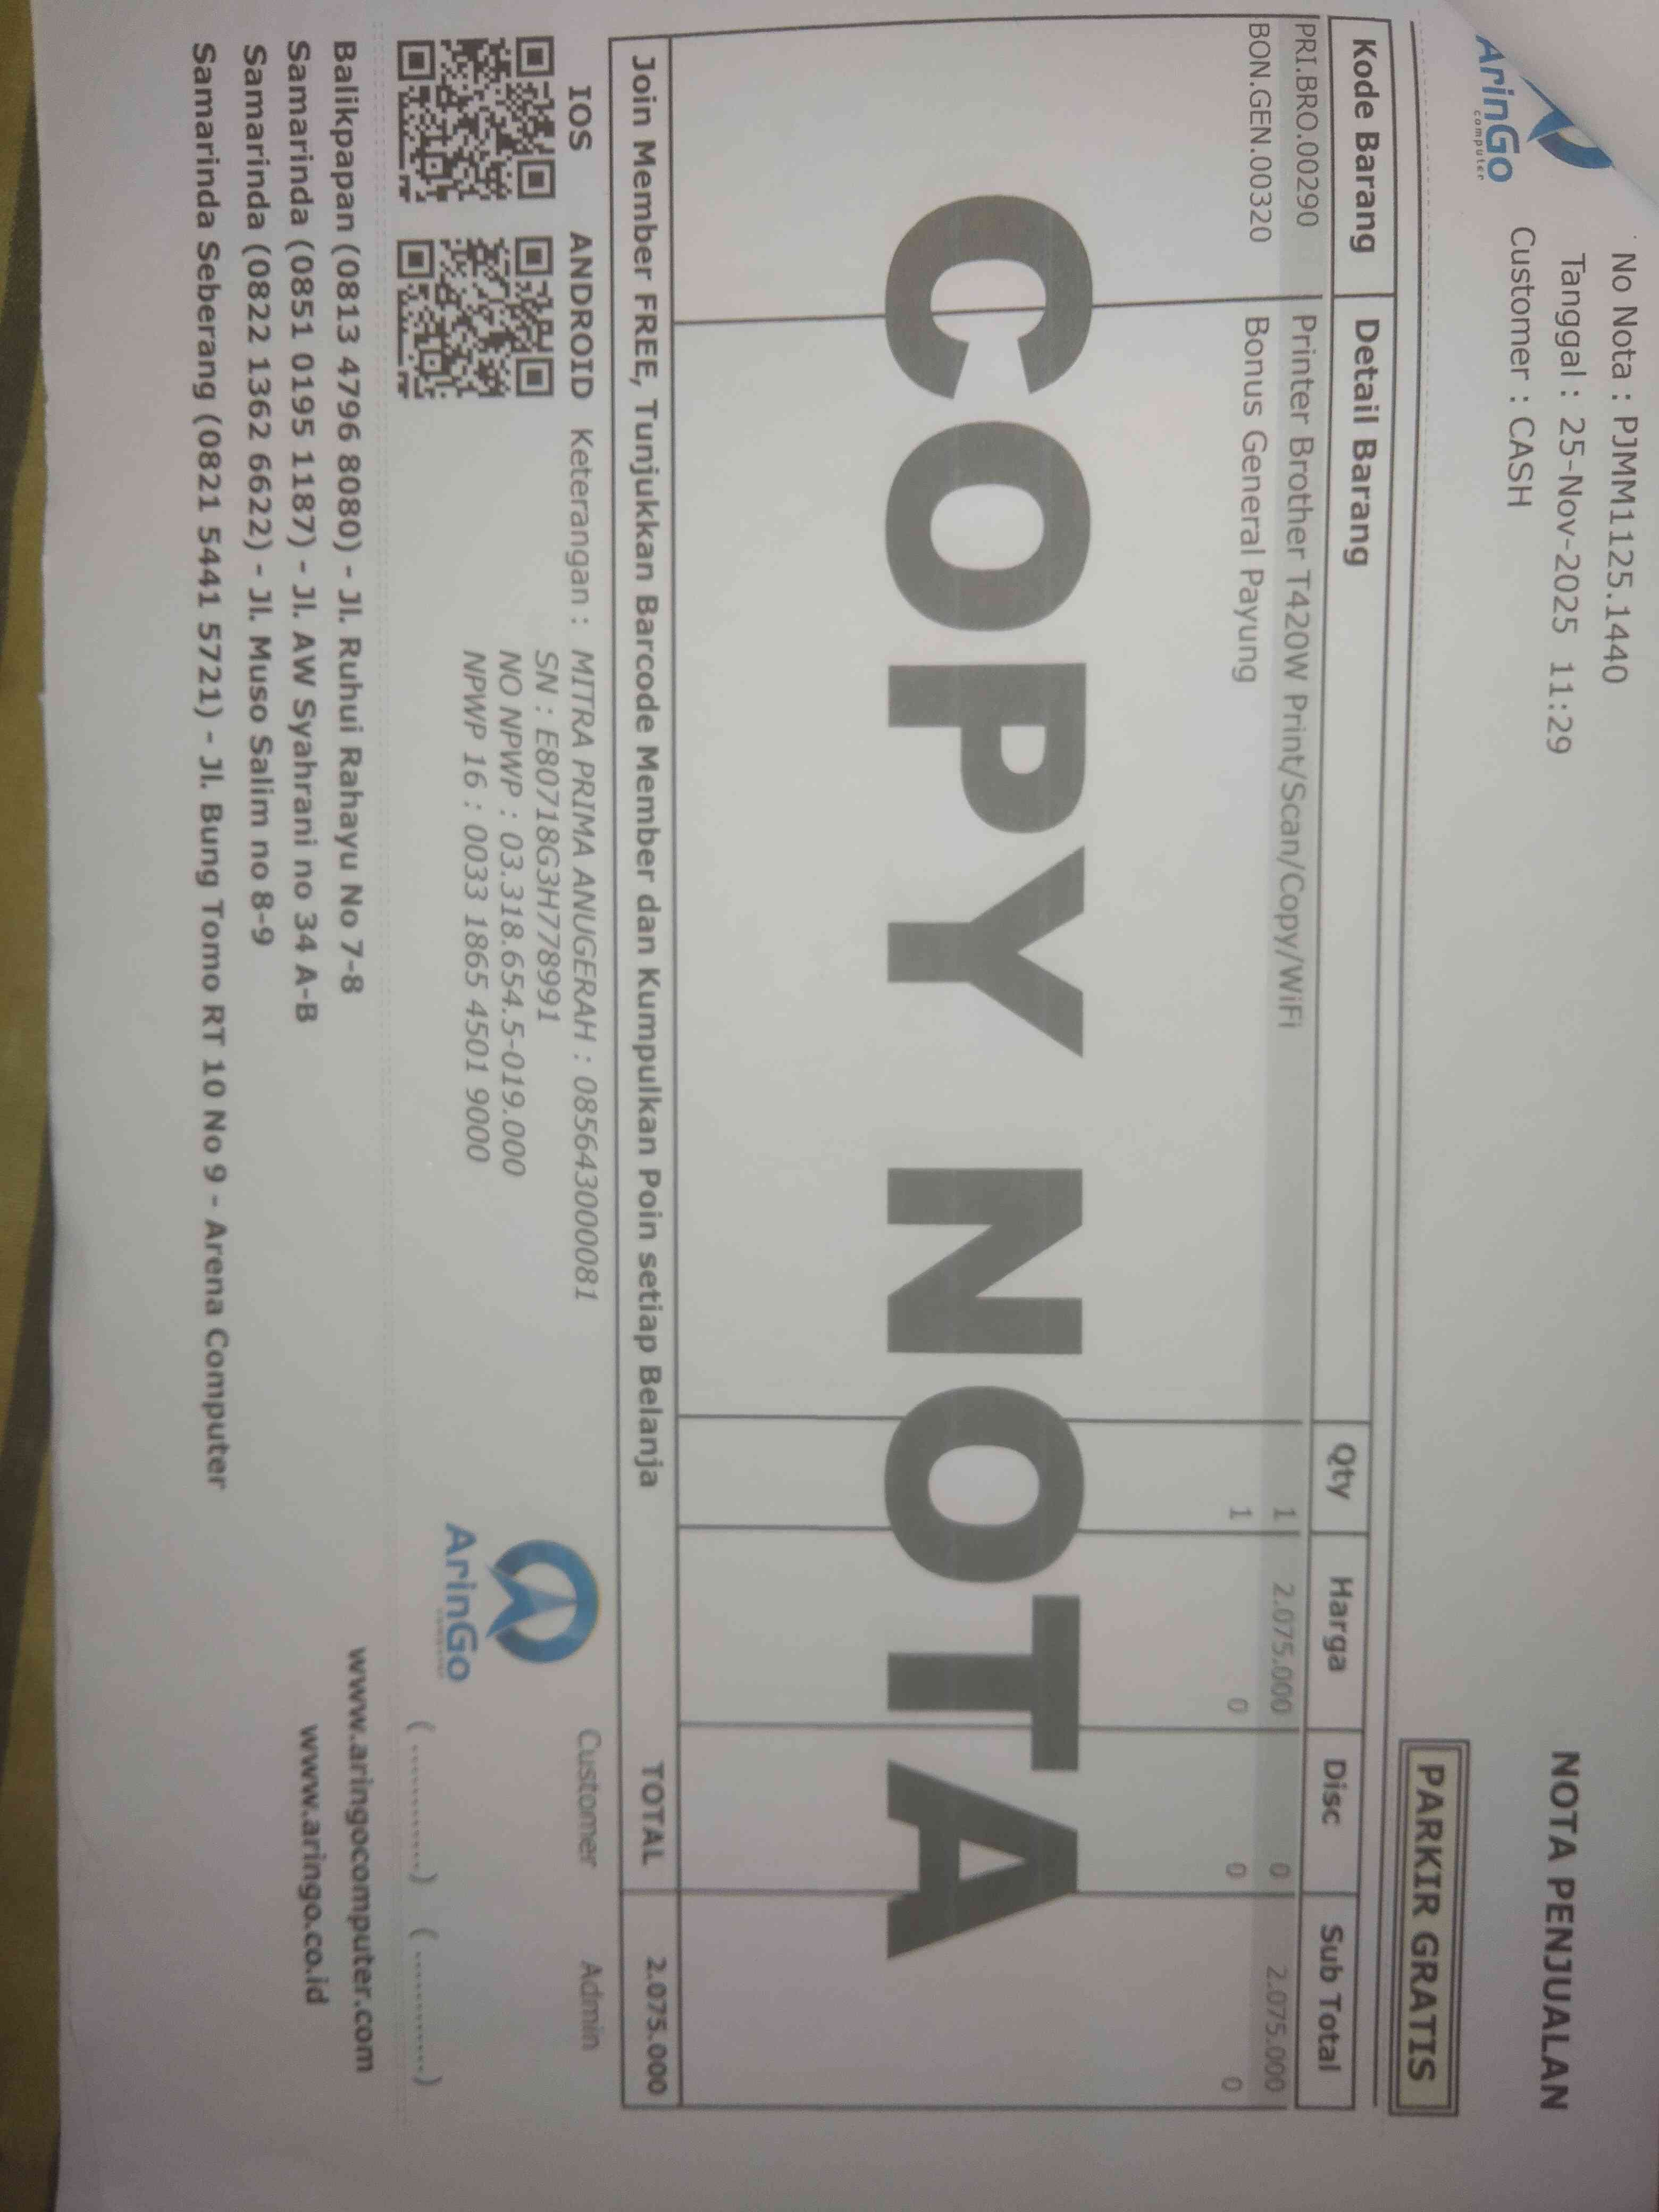 ArinGo
computer
No Nota : PJMM1125.1440
Tanggal : 25-Nov-2025 11:29
Customer : CASH
NOTA PENJUALAN
PARKIR GRATIS
Kode Barang Detail Barang Qty Harga Disc Sub Total
PRI.BRO.00290 Printer Brother T420W Print/Scan/Copy/WiFi 1 2.075.000 0 2.075.000
BON.GEN.00320 Bonus General Payung 1 0 0 0
COPY NOTA
Join Member FREE, Tunjukkan Barcode Member dan Kumpulkan Poin setiap Belanja TOTAL 2.075.000
IOS ANDROID Keterangan : MITRA PRIMA ANUGERAH : 085643000081
SN : E80718G3H778991
NO NPWP : 03.318.654.5-019.000
NPWP 16 : 0033 1865 4501 9000
ArinGo
Customer Admin
(............) (............)
Balikpapan (0813 4796 8080) - Jl. Ruhui Rahayu No 7-8
Samarinda (0851 0195 1187) - Jl. AW Syahrani no 34 A-B
Samarinda (0822 1362 6622) - Jl. Muso Salim no 8-9
Samarinda Seberang (0821 5441 5721) - Jl. Bung Tomo RT 10 No 9 - Arena Computer
www.aringocomputer.com
www.aringo.co.id